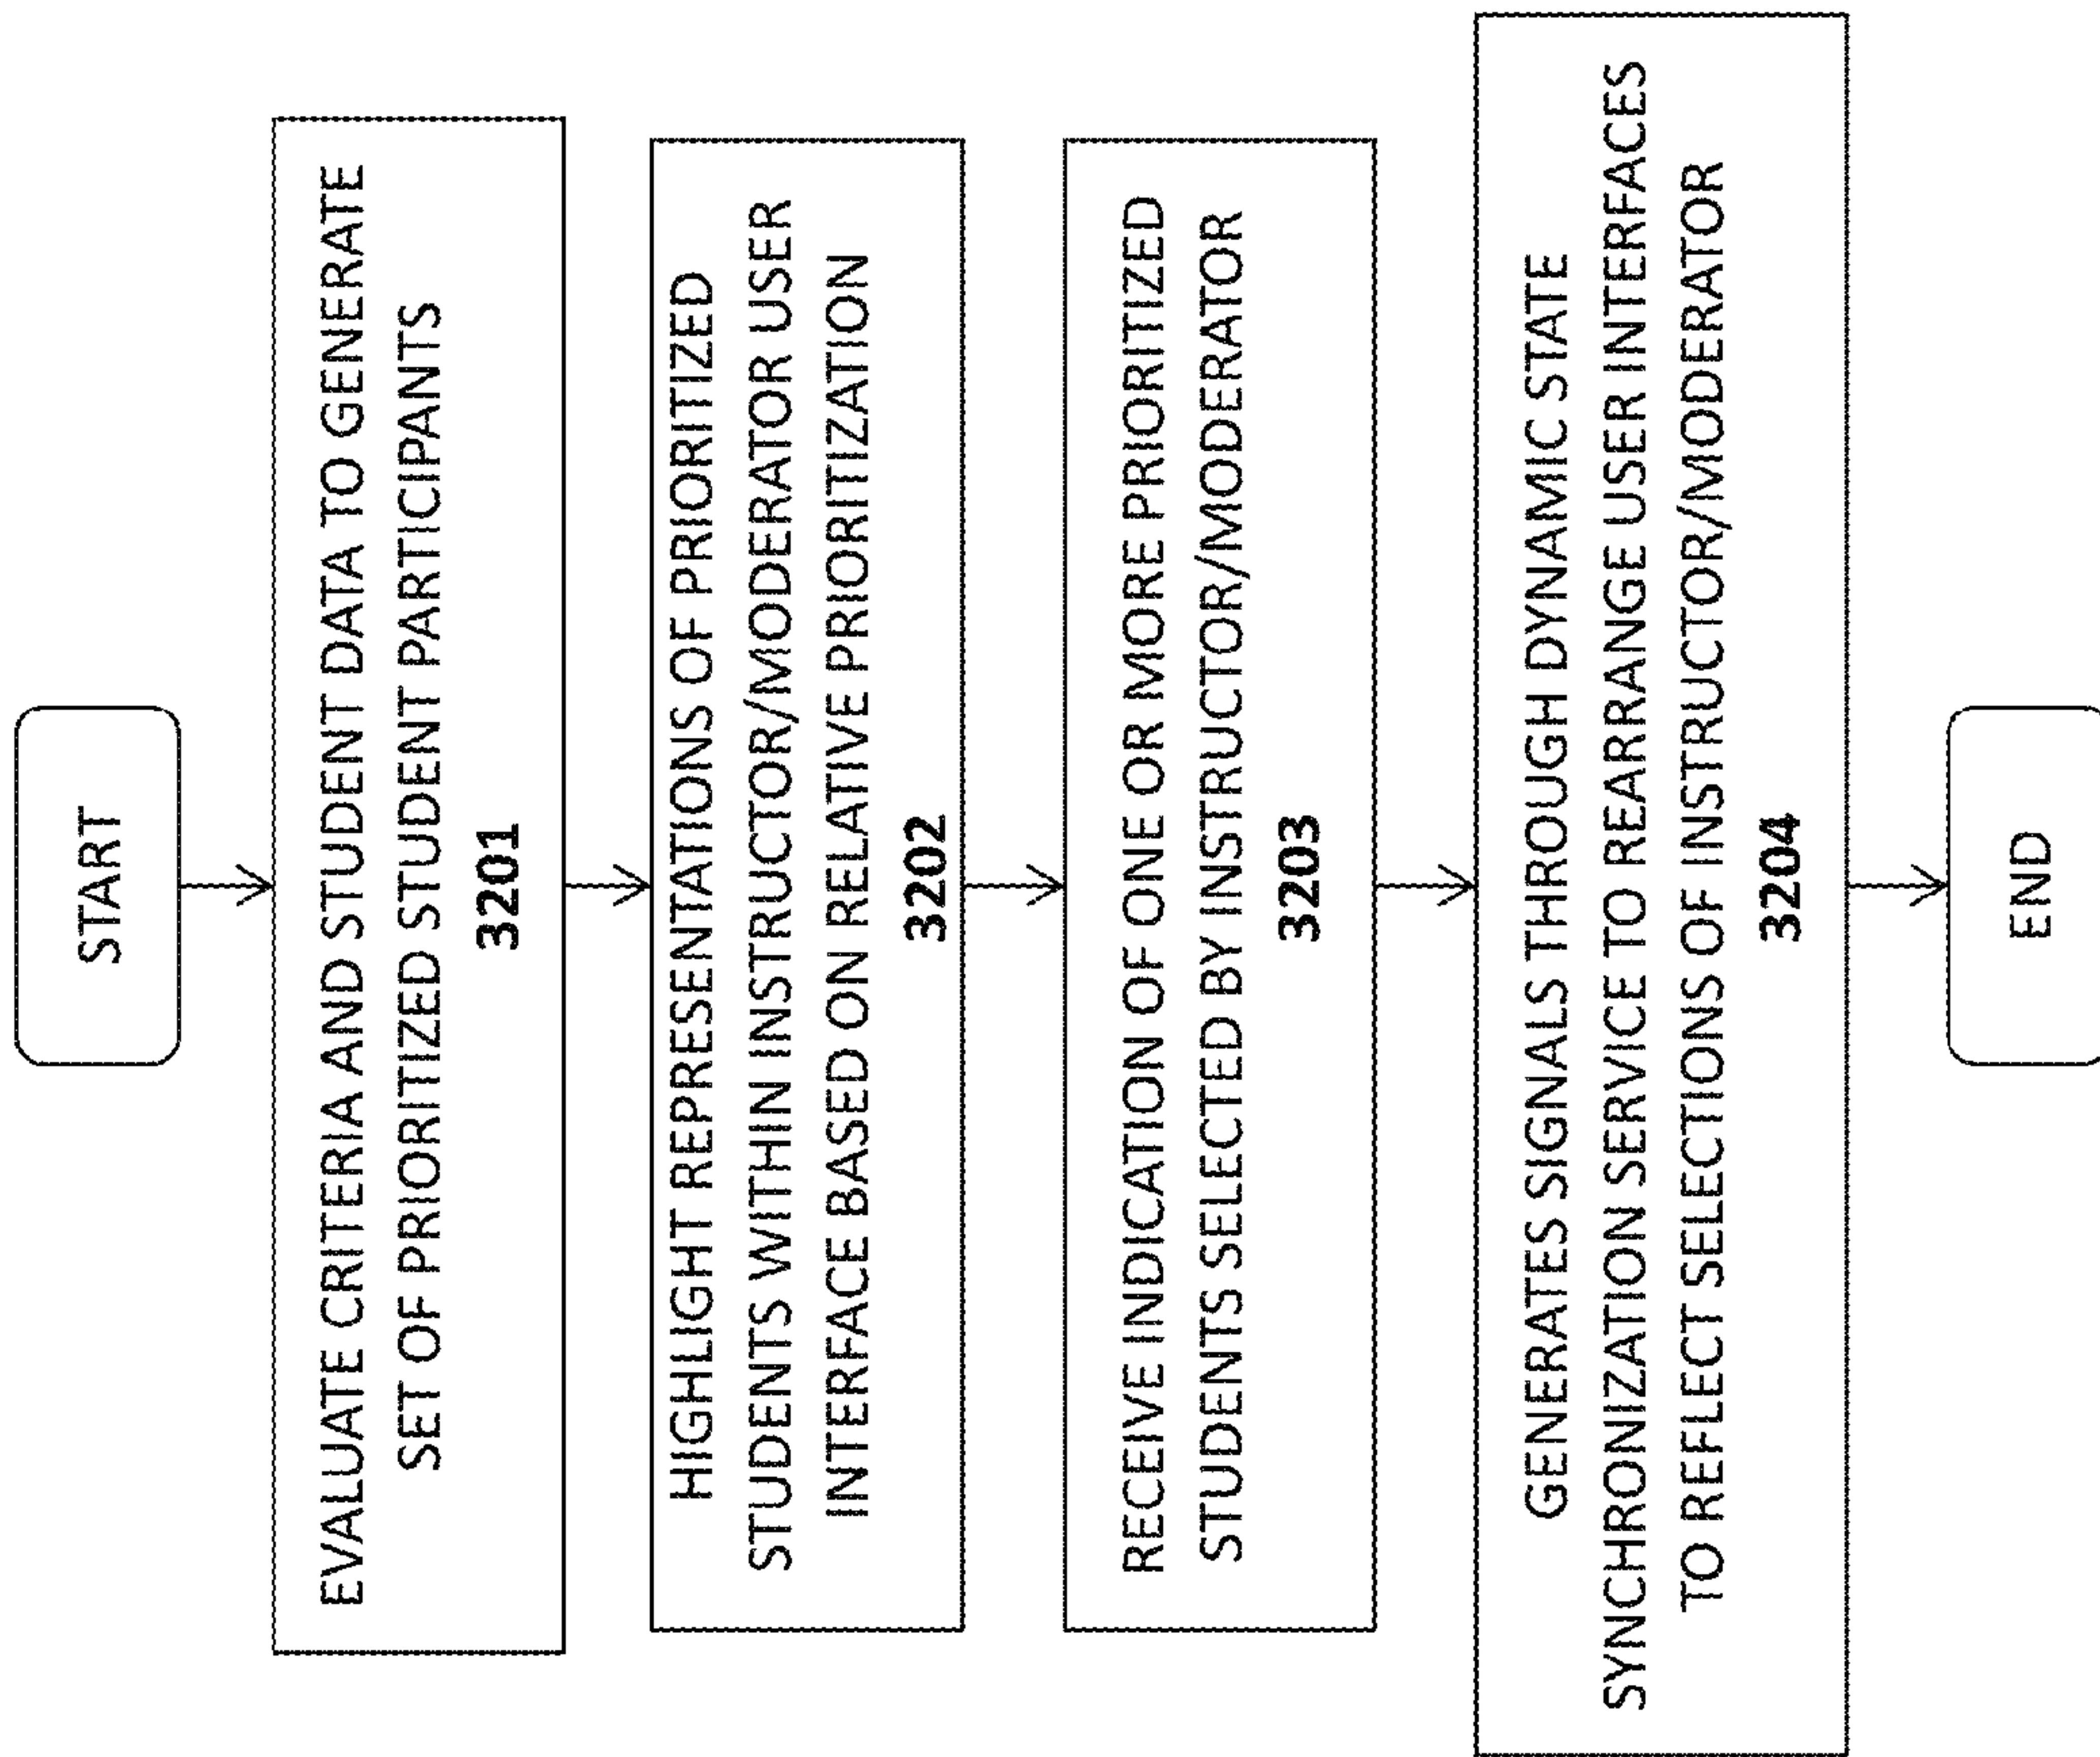 START
EVALUATE CRITERIA AND STUDENT DATA TO GENERATE
SET OF PRIORITIZED STUDENT PARTICIPANTS
3201
HIGHLIGHT REPRESENTATIONS OF PRIORITIZED
STUDENTS WITHIN INSTRUCTOR/MODERATOR USER
INTERFACE BASED ON RELATIVE PRIORITIZATION
3202
RECEIVE INDICATION OF ONE OR MORE PRIORITIZED
STUDENTS SELECTED BY INSTRUCTOR/MODERATOR
3203
GENERATES SIGNALS THROUGH DYNAMIC STATE
SYNCHRONIZATION SERVICE TO REARRANGE USER INTERFACES
TO REFLECT SELECTIONS OF INSTRUCTOR/MODERATOR
3204
END